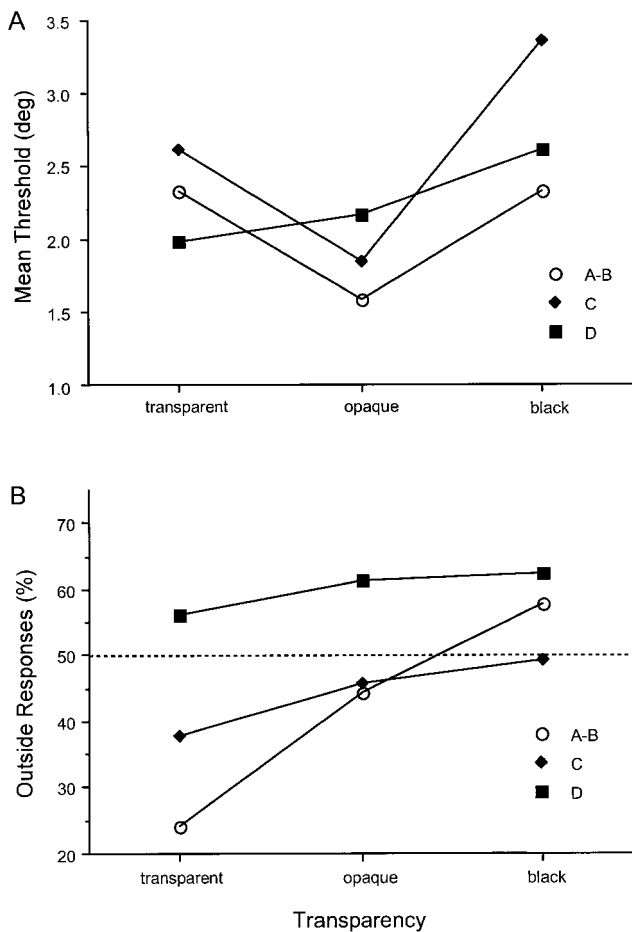 A
Mean Threshold (deg)
3.5
3.0
2.5
2.0
1.5
1.0
A-B
C
D
transparent opaque black
B
Outside Responses (%)
70
60
50
40
30
20
A-B
C
D
transparent opaque black
Transparency